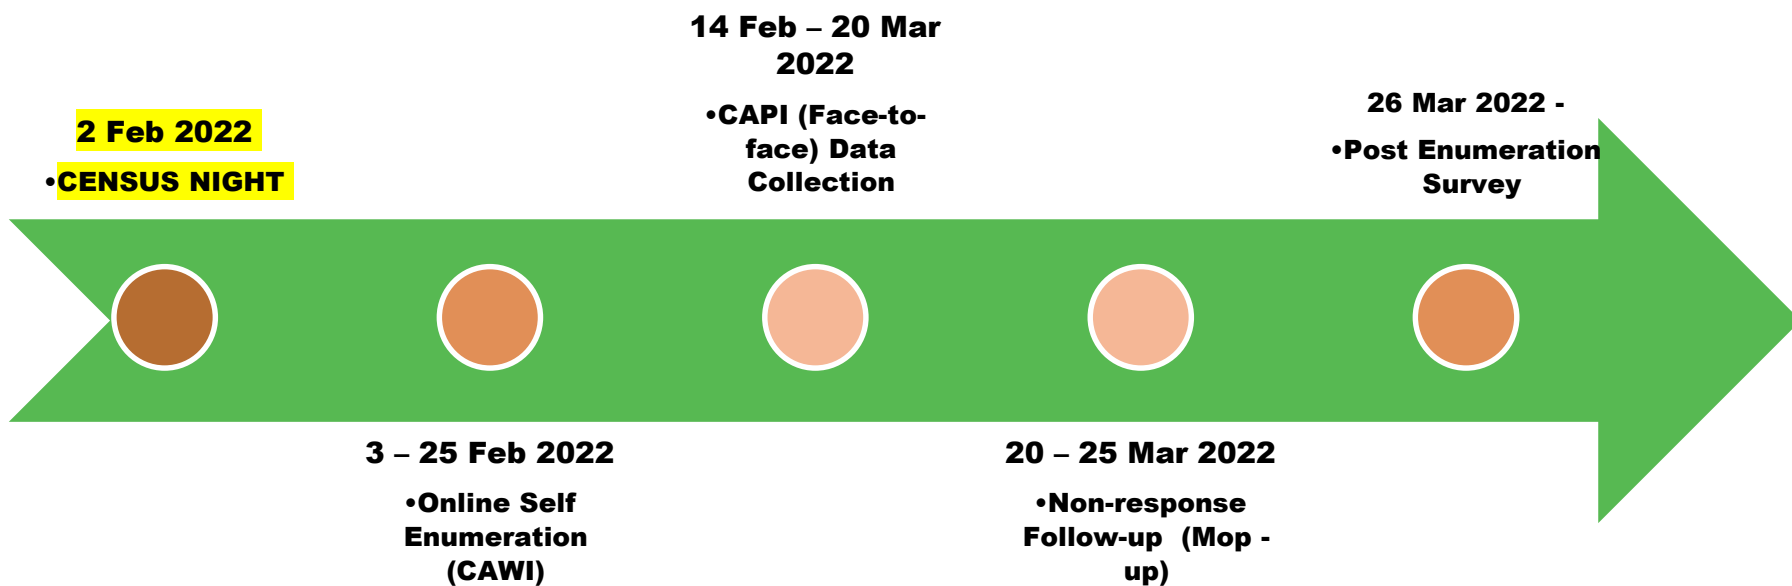 2 Feb 2022
•CENSUS NIGHT
3 – 25 Feb 2022
•Online Self
Enumeration
(CAWI)
14 Feb – 20 Mar
2022
•CAPI (Face-to-
face) Data
Collection
20 – 25 Mar 2022
•Non-response
Follow-up  (Mop -
up)
26 Mar 2022 -
•Post Enumeration
Survey